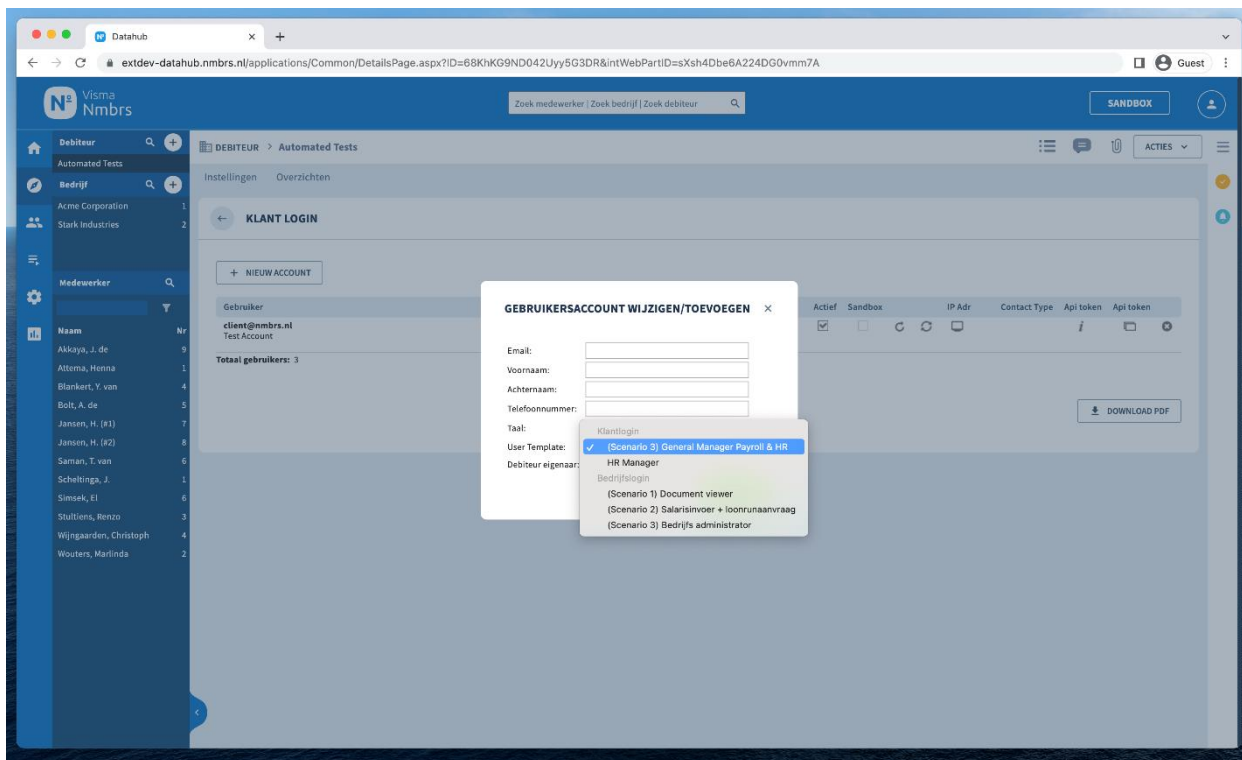 Datahub
extdev-datahub.nmbrs.nl/applications/Common/DetailsPage.aspx?ID=68KhKG9ND042Uyy5G3DR&intWebPartID=sXsh4Dbe6A224DG0vmm7A
Guest
Nº Visma
Nmbrs
Zoek medewerker | Zoek bedrijf | Zoek debiteur
SANDBOX
Debiteur
Automated Tests
Bedrijf
Acme Corporation 1
Stark Industries 2
Medewerker
Naam Nr
Akkaya, J. de 9
Attema, Henna 1
Blankert, Y. van 4
Bolt, A. de 5
Jansen, H. (#1) 7
Jansen, H. (#2) 8
Saman, T. van 6
Scheltinga, J. 1
Simsek, El 6
Stultiens, Renzo 3
Wijngaarden, Christoph 4
Wouters, Marlinda 2
DEBITEUR > Automated Tests
ACTIES
Instellingen Overzichten
KLANT LOGIN
+ NIEUW ACCOUNT
Gebruiker Actief Sandbox IP Adr Contact Type Api token Api token
client@nmbrs.nl
Test Account
Totaal gebruikers: 3
DOWNLOAD PDF
GEBRUIKERSACCOUNT WIJZIGEN/TOEVOEGEN ×
Email:
Voornaam:
Achternaam:
Telefoonnummer:
Taal:
User Template:
Debiteur eigenaar:
Klantlogin
✓ (Scenario 3) General Manager Payroll & HR
HR Manager
Bedrijfslogin
(Scenario 1) Document viewer
(Scenario 2) Salarisinvoer + loonrunaanvraag
(Scenario 3) Bedrijfs administrator